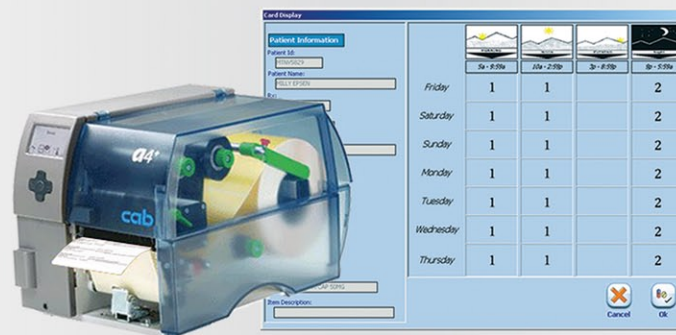 Card Display
Patient Information
Patient Id:
Patient Name:
Rx:
5a - 9:59a 10a - 2:59p 3p - 8:59p 9p - 5:59a
Friday 1 1 2
Saturday 1 1 2
Sunday 1 1 2
Monday 1 1 2
Tuesday 1 1 2
Wednesday 1 1 2
Thursday 1 1 2
Item Description:
Cancel Ok
a4+
cab